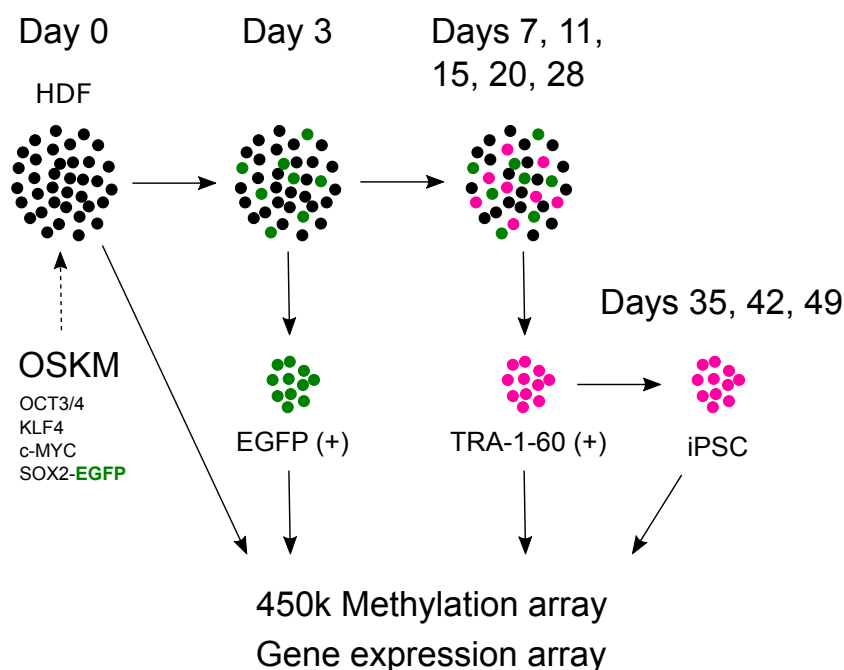 Day 0
Day 3
Days 7, 11,
15, 20, 28
HDF
Days 35, 42, 49
OSKM
OCT3/4
KLF4
c-MYC
SOX2-EGFP
EGFP (+)
TRA-1-60 (+)
iPSC
450k Methylation array
Gene expression array